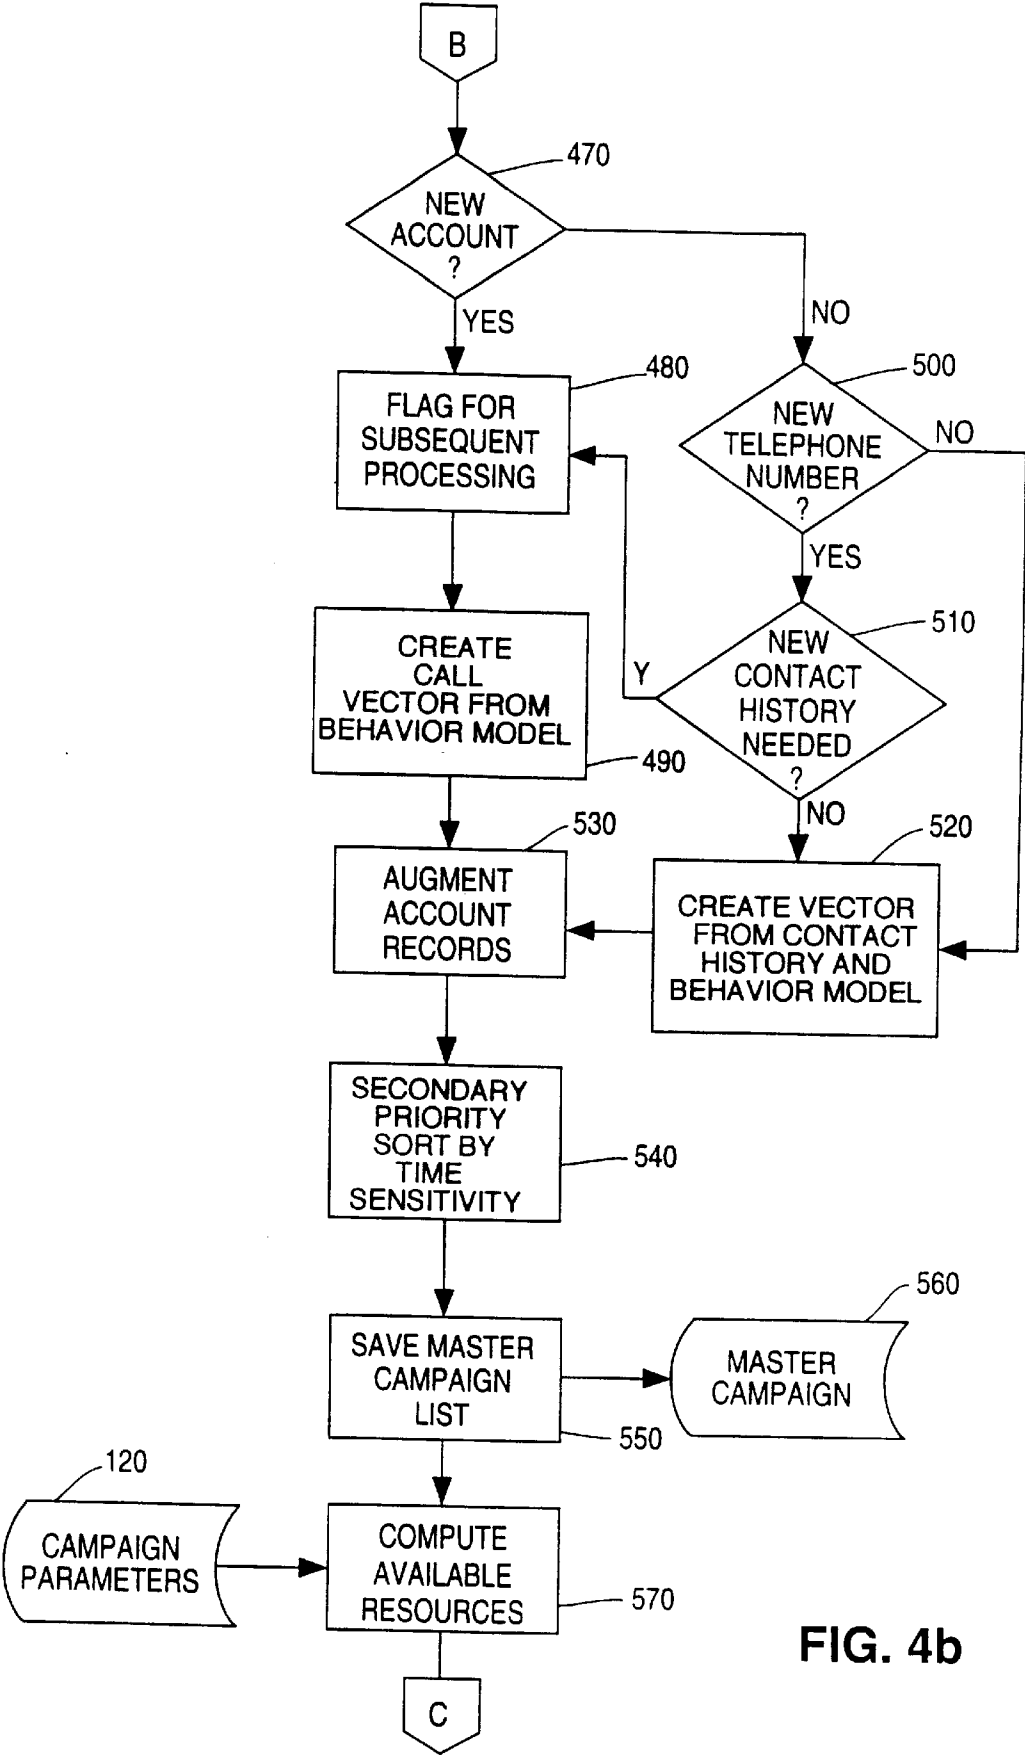 B
470
NEW
ACCOUNT
?
YES
NO
480
FLAG FOR
SUBSEQUENT
PROCESSING
500
NEW
TELEPHONE
NUMBER
?
NO
YES
510
NEW
CONTACT
HISTORY
NEEDED
?
Y
NO
CREATE
CALL
VECTOR FROM
BEHAVIOR MODEL
490
530
AUGMENT
ACCOUNT
RECORDS
520
CREATE VECTOR
FROM CONTACT
HISTORY AND
BEHAVIOR MODEL
SECONDARY
PRIORITY
SORT BY
TIME
SENSITIVITY
540
SAVE MASTER
CAMPAIGN
LIST
550
560
MASTER
CAMPAIGN
120
CAMPAIGN
PARAMETERS
COMPUTE
AVAILABLE
RESOURCES
570
C
FIG. 4b